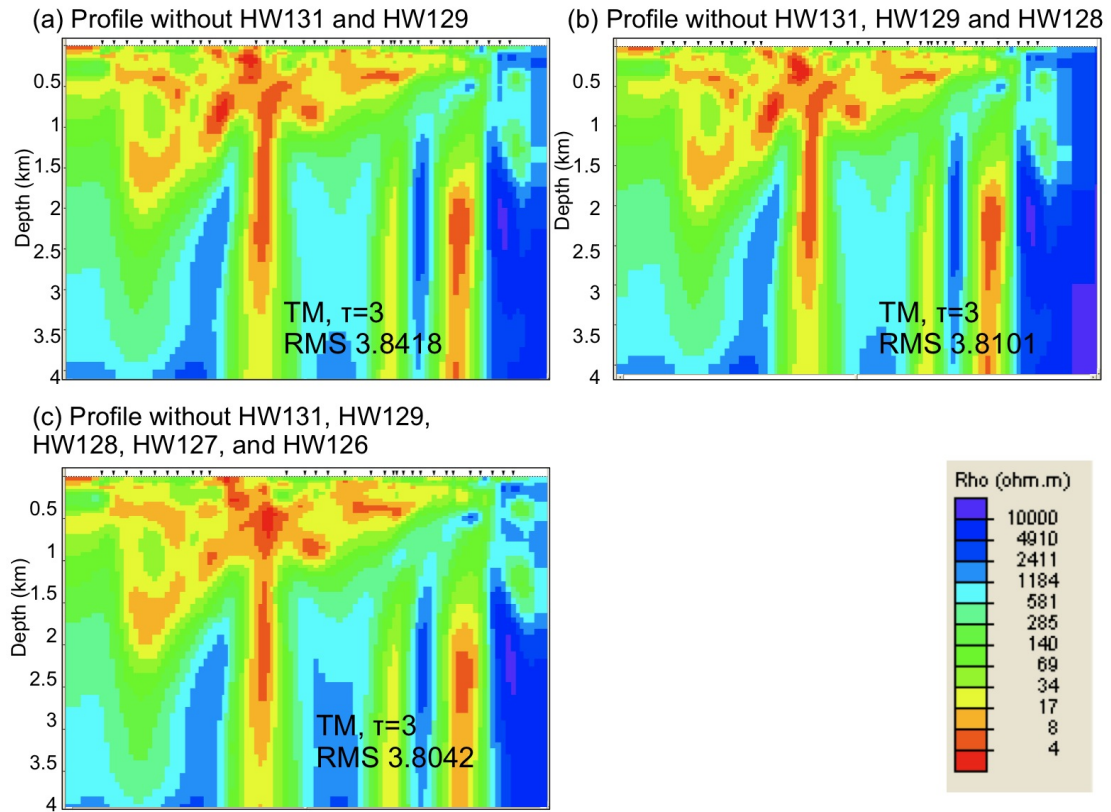 (a) Profile without HW131 and HW129
0.5
1
1.5
2
2.5
3
3.5
4
Depth (km)
TM, τ=3
RMS 3.8418
(b) Profile without HW131, HW129 and HW128
0.5
1
1.5
2
2.5
3
3.5
4
Depth (km)
TM, τ=3
RMS 3.8101
(c) Profile without HW131, HW129,
HW128, HW127, and HW126
0.5
1
1.5
2
2.5
3
3.5
4
Depth (km)
TM, τ=3
RMS 3.8042
Rho (ohm.m)
10000
4910
2411
1184
581
285
140
69
34
17
8
4